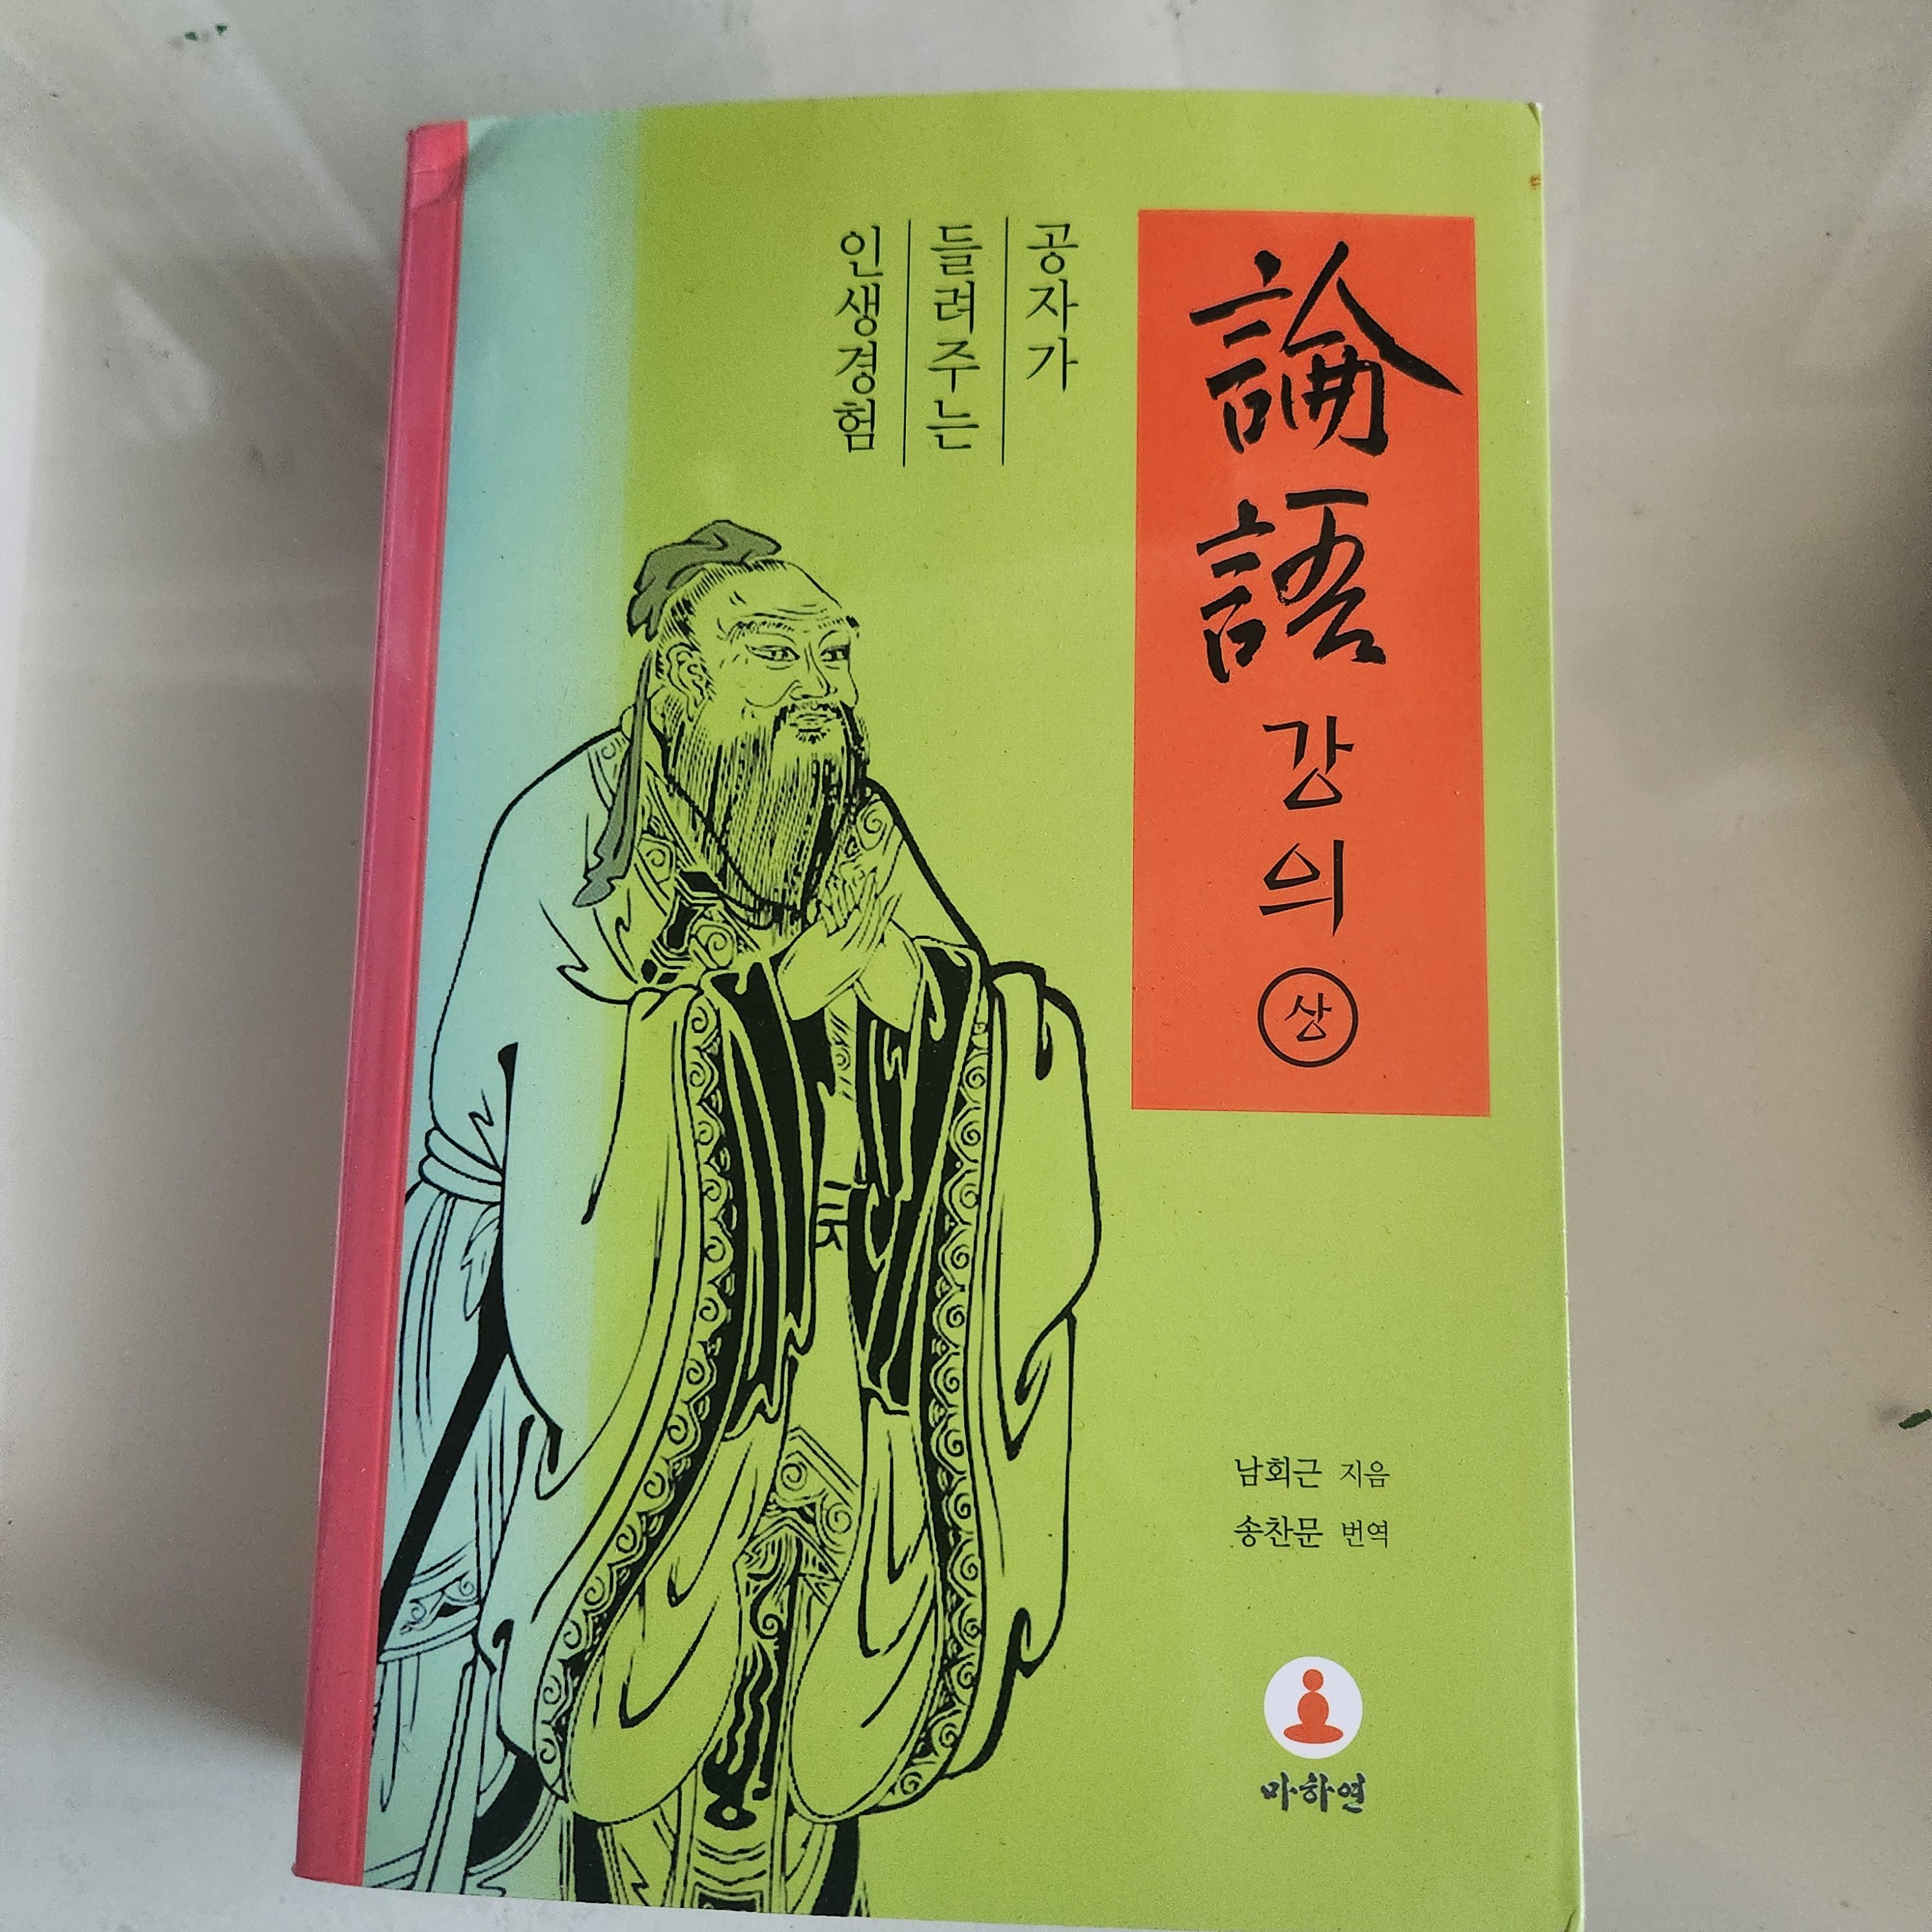 論語 강의 상
공자가
들려주는
인생경험
남회근 지음
송찬문 번역
마하연